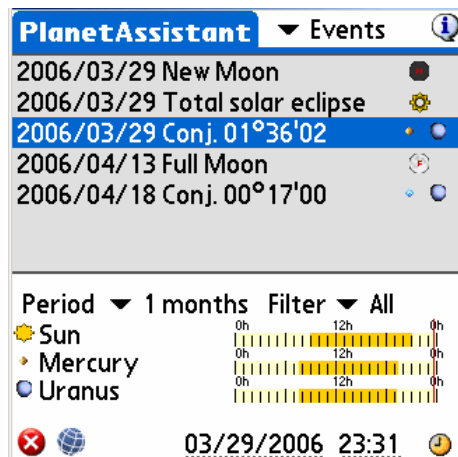 PlanetAssistant Events
2006/03/29 New Moon
2006/03/29 Total solar eclipse
2006/03/29 Conj. 01°36'02
2006/04/13 Full Moon
2006/04/18 Conj. 00°17'00
Period 1 months Filter All
Sun 0h 12h 0h
Mercury 0h 12h 0h
Uranus 0h 12h 0h
03/29/2006 23:31